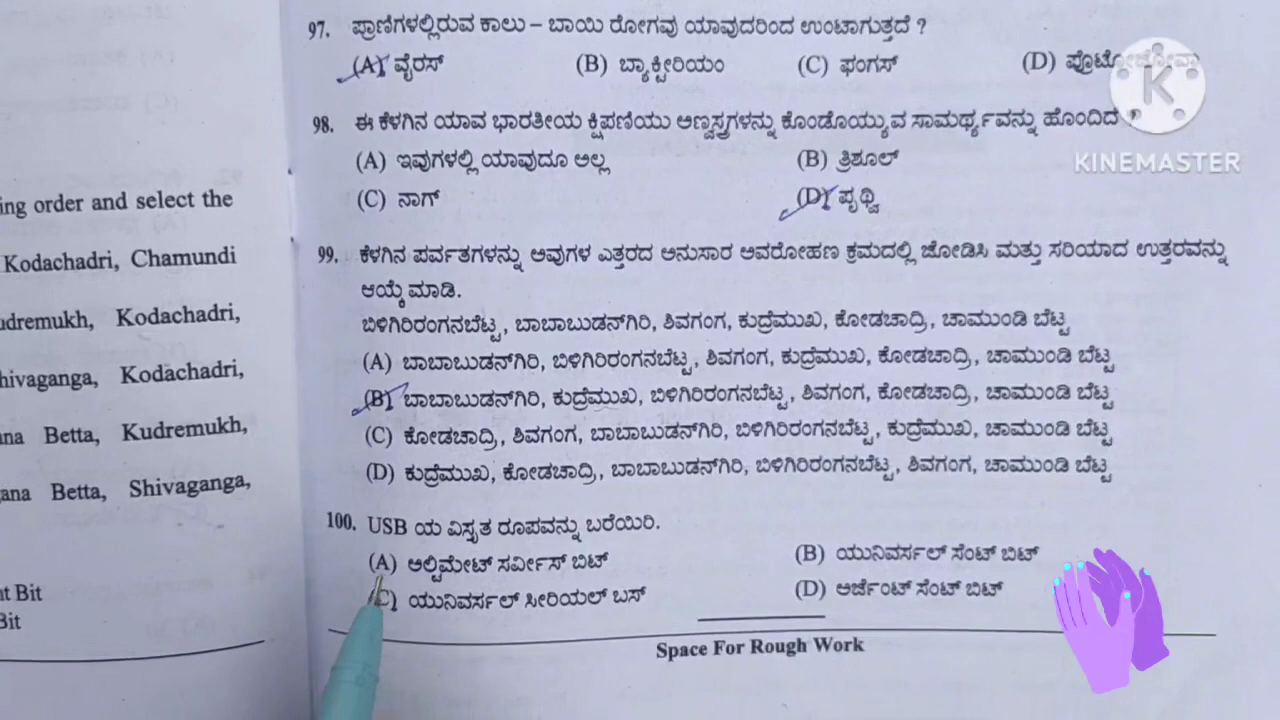 ing order and select the
Kodachadri, Chamundi
udremukh, Kodachadri,
hivaganga, Kodachadri,
na Betta, Kudremukh,
gana Betta, Shivaganga,
nt Bit
Bit
97. ಪ್ರಾಣಿಗಳಲ್ಲಿರುವ ಕಾಲು – ಬಾಯಿ ರೋಗವು ಯಾವುದರಿಂದ ಉಂಟಾಗುತ್ತದೆ ?
(A) ವೈರಸ್ (B) ಬ್ಯಾಕ್ಟೀರಿಯಂ (C) ಫಂಗಸ್ (D) ಪ್ರೊಟೋಜೋವಾ
98. ಈ ಕೆಳಗಿನ ಯಾವ ಭಾರತೀಯ ಕ್ಷಿಪಣಿಯು ಅಣ್ವಸ್ತ್ರಗಳನ್ನು ಕೊಂಡೊಯ್ಯುವ ಸಾಮರ್ಥ್ಯವನ್ನು ಹೊಂದಿದೆ ?
(A) ಇವುಗಳಲ್ಲಿ ಯಾವುದೂ ಅಲ್ಲ (B) ತ್ರಿಶೂಲ್
(C) ನಾಗ್ (D) ಪೃಥ್ವಿ
KINEMASTER
99. ಕೆಳಗಿನ ಪರ್ವತಗಳನ್ನು ಅವುಗಳ ಎತ್ತರದ ಅನುಸಾರ ಅವರೋಹಣ ಕ್ರಮದಲ್ಲಿ ಜೋಡಿಸಿ ಮತ್ತು ಸರಿಯಾದ ಉತ್ತರವನ್ನು
ಆಯ್ಕೆ ಮಾಡಿ.
ಬಿಳಿಗಿರಿರಂಗನಬೆಟ್ಟ, ಬಾಬಾಬುಡನ್‌ಗಿರಿ, ಶಿವಗಂಗ, ಕುದ್ರೆಮುಖ, ಕೋಡಚಾದ್ರಿ, ಚಾಮುಂಡಿ ಬೆಟ್ಟ
(A) ಬಾಬಾಬುಡನ್‌ಗಿರಿ, ಬಿಳಿಗಿರಿರಂಗನಬೆಟ್ಟ, ಶಿವಗಂಗ, ಕುದ್ರೆಮುಖ, ಕೋಡಚಾದ್ರಿ, ಚಾಮುಂಡಿ ಬೆಟ್ಟ
(B) ಬಾಬಾಬುಡನ್‌ಗಿರಿ, ಕುದ್ರೆಮುಖ, ಬಿಳಿಗಿರಿರಂಗನಬೆಟ್ಟ, ಶಿವಗಂಗ, ಕೋಡಚಾದ್ರಿ, ಚಾಮುಂಡಿ ಬೆಟ್ಟ
(C) ಕೋಡಚಾದ್ರಿ, ಶಿವಗಂಗ, ಬಾಬಾಬುಡನ್‌ಗಿರಿ, ಬಿಳಿಗಿರಿರಂಗನಬೆಟ್ಟ, ಕುದ್ರೆಮುಖ, ಚಾಮುಂಡಿ ಬೆಟ್ಟ
(D) ಕುದ್ರೆಮುಖ, ಕೋಡಚಾದ್ರಿ, ಬಾಬಾಬುಡನ್‌ಗಿರಿ, ಬಿಳಿಗಿರಿರಂಗನಬೆಟ್ಟ, ಶಿವಗಂಗ, ಚಾಮುಂಡಿ ಬೆಟ್ಟ
100. USB ಯ ವಿಸ್ತೃತ ರೂಪವನ್ನು ಬರೆಯಿರಿ.
(A) ಅಲ್ಟಿಮೇಟ್ ಸರ್ವೀಸ್ ಬಿಟ್ (B) ಯುನಿವರ್ಸಲ್ ಸೆಂಟ್ ಬಿಟ್
(C) ಯುನಿವರ್ಸಲ್ ಸೀರಿಯಲ್ ಬಸ್ (D) ಅರ್ಜೆಂಟ್ ಸೆಂಟ್ ಬಿಟ್
Space For Rough Work